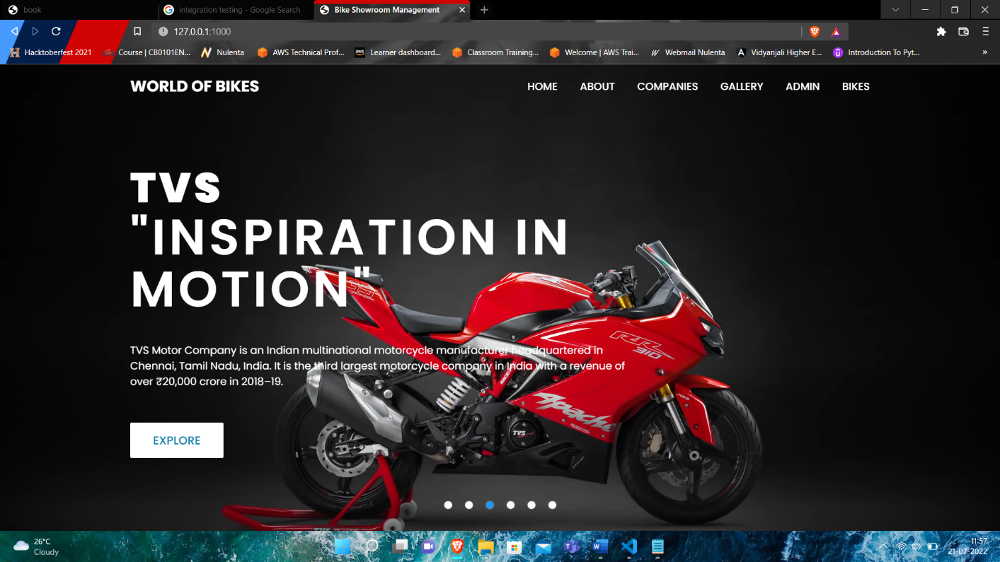 book
integration testing - Google Search
Bike Showroom Management
127.0.0.1:1000
Hacktoberfest 2021
Course | CB0101EN...
Nulenta
AWS Technical Prof...
Learner dashboard...
Classroom Training...
Welcome | AWS Trai...
Webmail Nulenta
Vidyanjali Higher E...
Introduction To Pyt...
»
WORLD OF BIKES
HOME
ABOUT
COMPANIES
GALLERY
ADMIN
BIKES
TVS
"INSPIRATION IN
MOTION"
TVS Motor Company is an Indian multinational motorcycle manufacturer headquartered in
Chennai, Tamil Nadu, India. It is the third largest motorcycle company in India with a revenue of
over ₹20,000 crore in 2018–19.
EXPLORE
RR
310
Apache
TVS
ABS
26°C
Cloudy
11:57
21-07-2022